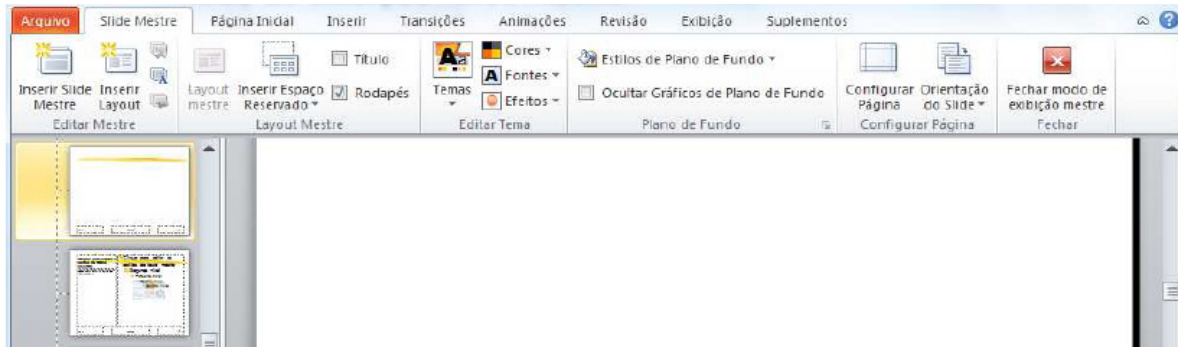 Arquivo Slide Mestre Página Inicial Inserir Transições Animações Revisão Exibição Suplementos
Título
Cores
Estilos de Plano de Fundo
Fontes
Inserir Slide Inserir Layout Inserir Espaço Rodapés Temas Ocultar Gráficos de Plano de Fundo Configurar Orientação Fechar modo de
Mestre Layout mestre Reservado Efeitos Página do Slide exibição mestre
Editar Mestre Layout Mestre Editar Tema Plano de Fundo Configurar Página Fechar